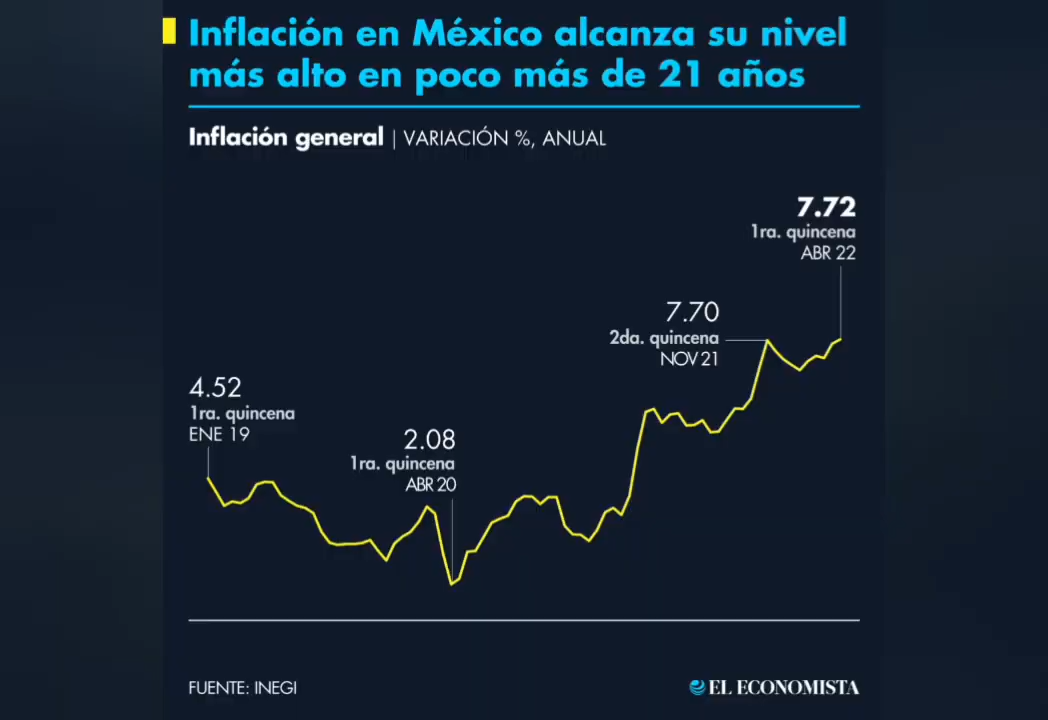 Inflación en México alcanza su nivel
más alto en poco más de 21 años
Inflación general | VARIACIÓN %, ANUAL
7.72
1ra. quincena
ABR 22
7.70
2da. quincena
NOV 21
4.52
1ra. quincena
ENE 19
2.08
1ra. quincena
ABR 20
FUENTE: INEGI
EL ECONOMISTA